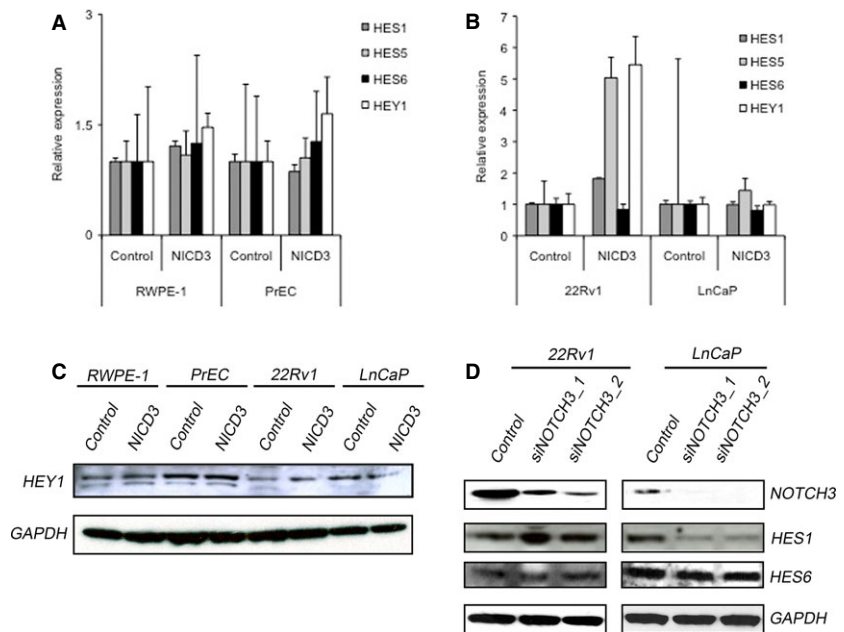 A
3
1.5
0
Relative expression
HES1
HES5
HES6
HEY1
Control
NICD3
Control
NICD3
RWPE-1
PrEC
B
7
6
5
4
3
2
1
0
Relative expression
HES1
HES5
HES6
HEY1
Control
NICD3
Control
NICD3
22Rv1
LnCaP
C
RWPE-1
PrEC
22Rv1
LnCaP
Control
NICD3
Control
NICD3
Control
NICD3
Control
NICD3
HEY1
GAPDH
D
22Rv1
LnCaP
Control
siNOTCH3_1
siNOTCH3_2
Control
siNOTCH3_1
siNOTCH3_2
NOTCH3
HES1
HES6
GAPDH